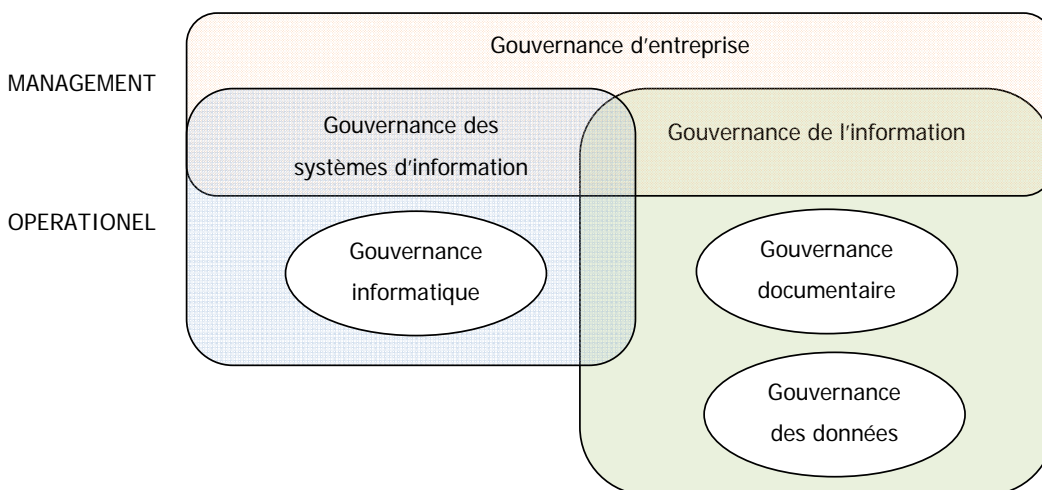 Gouvernance d'entreprise
MANAGEMENT
Gouvernance des
systèmes d'information
Gouvernance de l'information
OPERATIONEL
Gouvernance
informatique
Gouvernance
documentaire
Gouvernance
des données